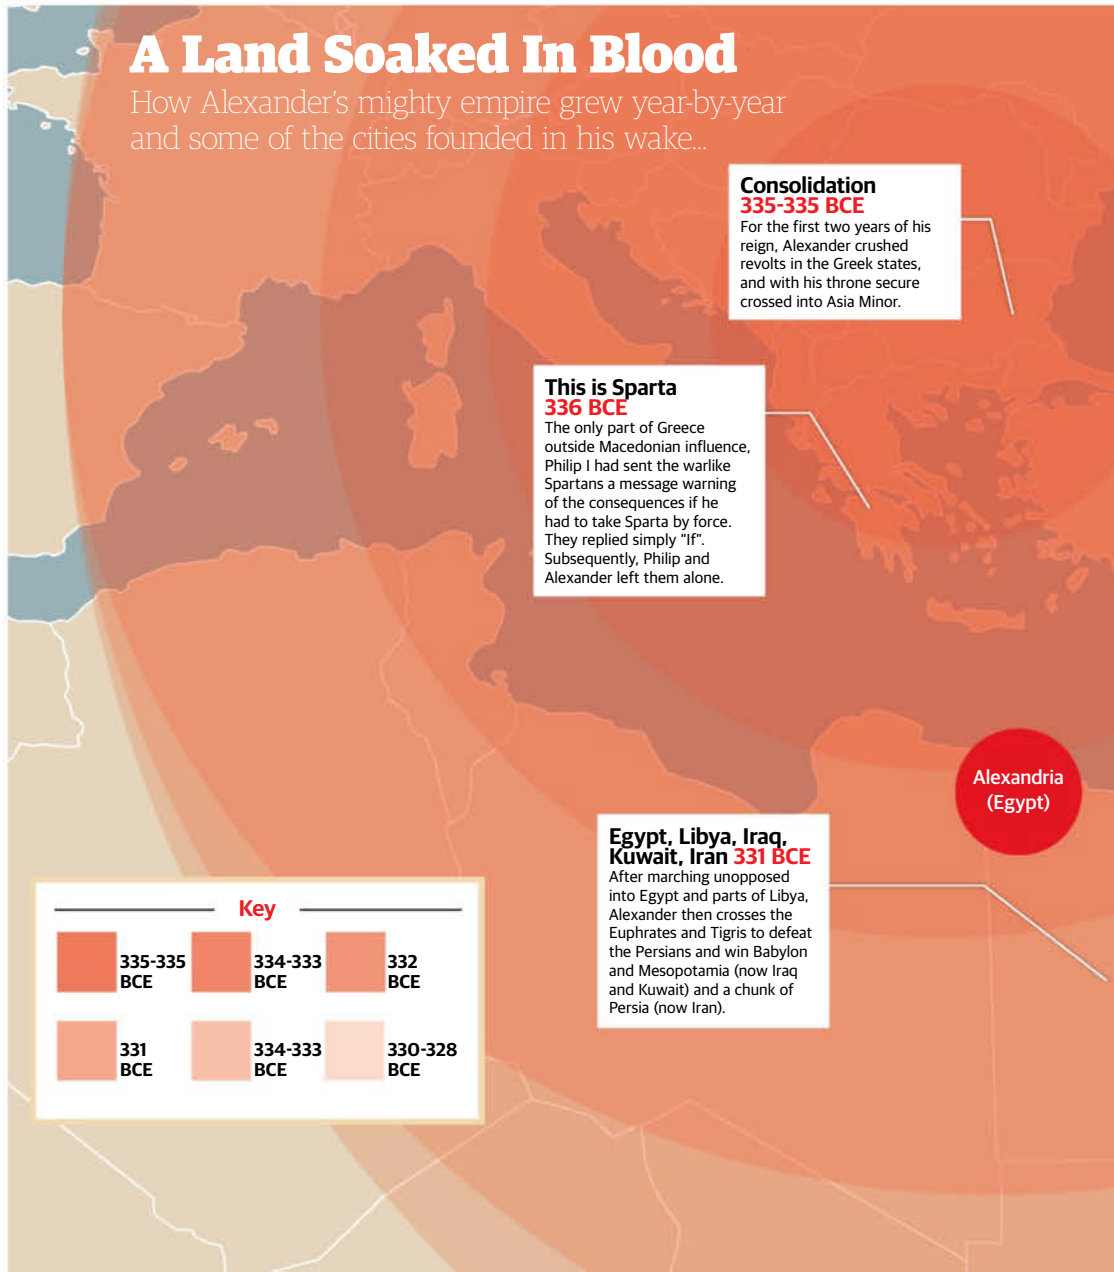 A Land Soaked In Blood
How Alexander's mighty empire grew year-by-year
and some of the cities founded in his wake...
Consolidation
335-335 BCE
For the first two years of his
reign, Alexander crushed
revolts in the Greek states,
and with his throne secure
crossed into Asia Minor.
This is Sparta
336 BCE
The only part of Greece
outside Macedonian influence,
Philip I had sent the warlike
Spartans a message warning
of the consequences if he
had to take Sparta by force.
They replied simply “If”.
Subsequently, Philip and
Alexander left them alone.
Alexandria
(Egypt)
Egypt, Libya, Iraq,
Kuwait, Iran 331 BCE
After marching unopposed
into Egypt and parts of Libya,
Alexander then crosses the
Euphrates and Tigris to defeat
the Persians and win Babylon
and Mesopotamia (now Iraq
and Kuwait) and a chunk of
Persia (now Iran).
Key
335-335
BCE
334-333
BCE
332
BCE
331
BCE
334-333
BCE
330-328
BCE